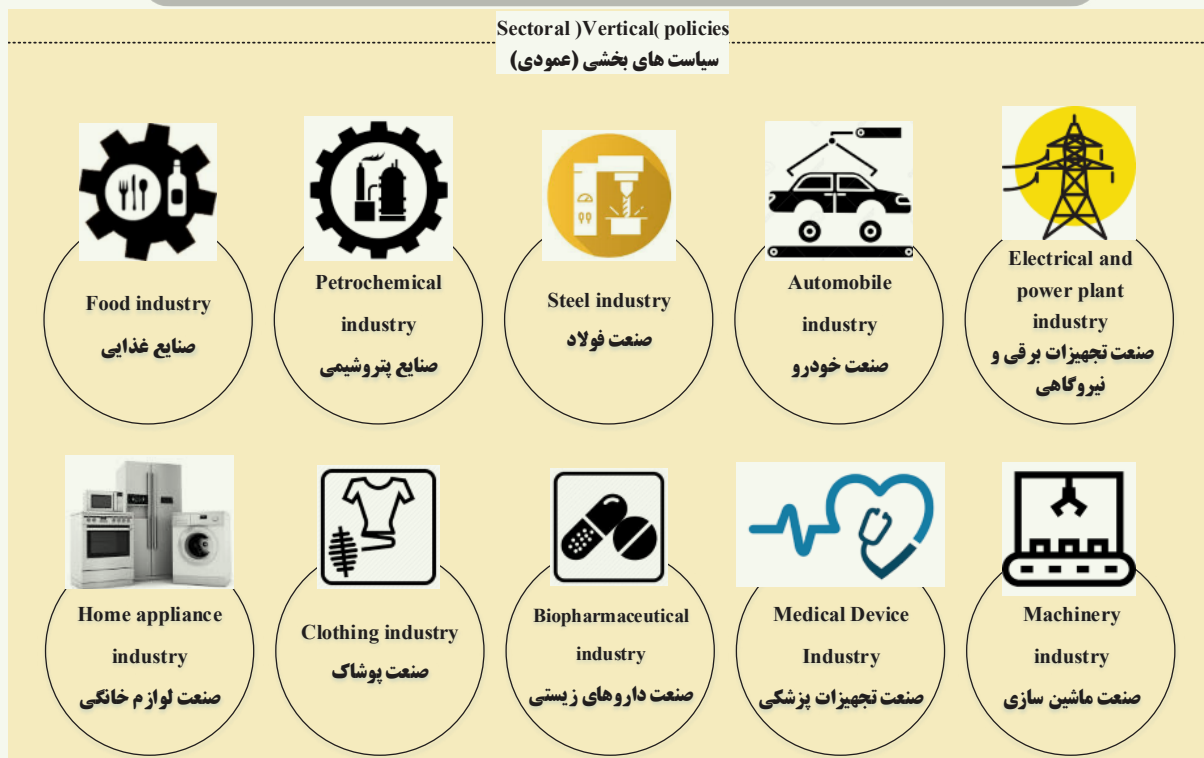 Sectoral )Vertical( policies
سیاست های بخشی (عمودی)
Food industry
صنایع غذایی
Petrochemical
industry
صنایع پتروشیمی
Steel industry
صنعت فولاد
Automobile
industry
صنعت خودرو
Electrical and
power plant
industry
صنعت تجهیزات برقی و
نیروگاهی
Home appliance
industry
صنعت لوازم خانگی
Clothing industry
صنعت پوشاک
Biopharmaceutical
industry
صنعت داروهای زیستی
Medical Device
Industry
صنعت تجهیزات پزشکی
Machinery
industry
صنعت ماشین سازی